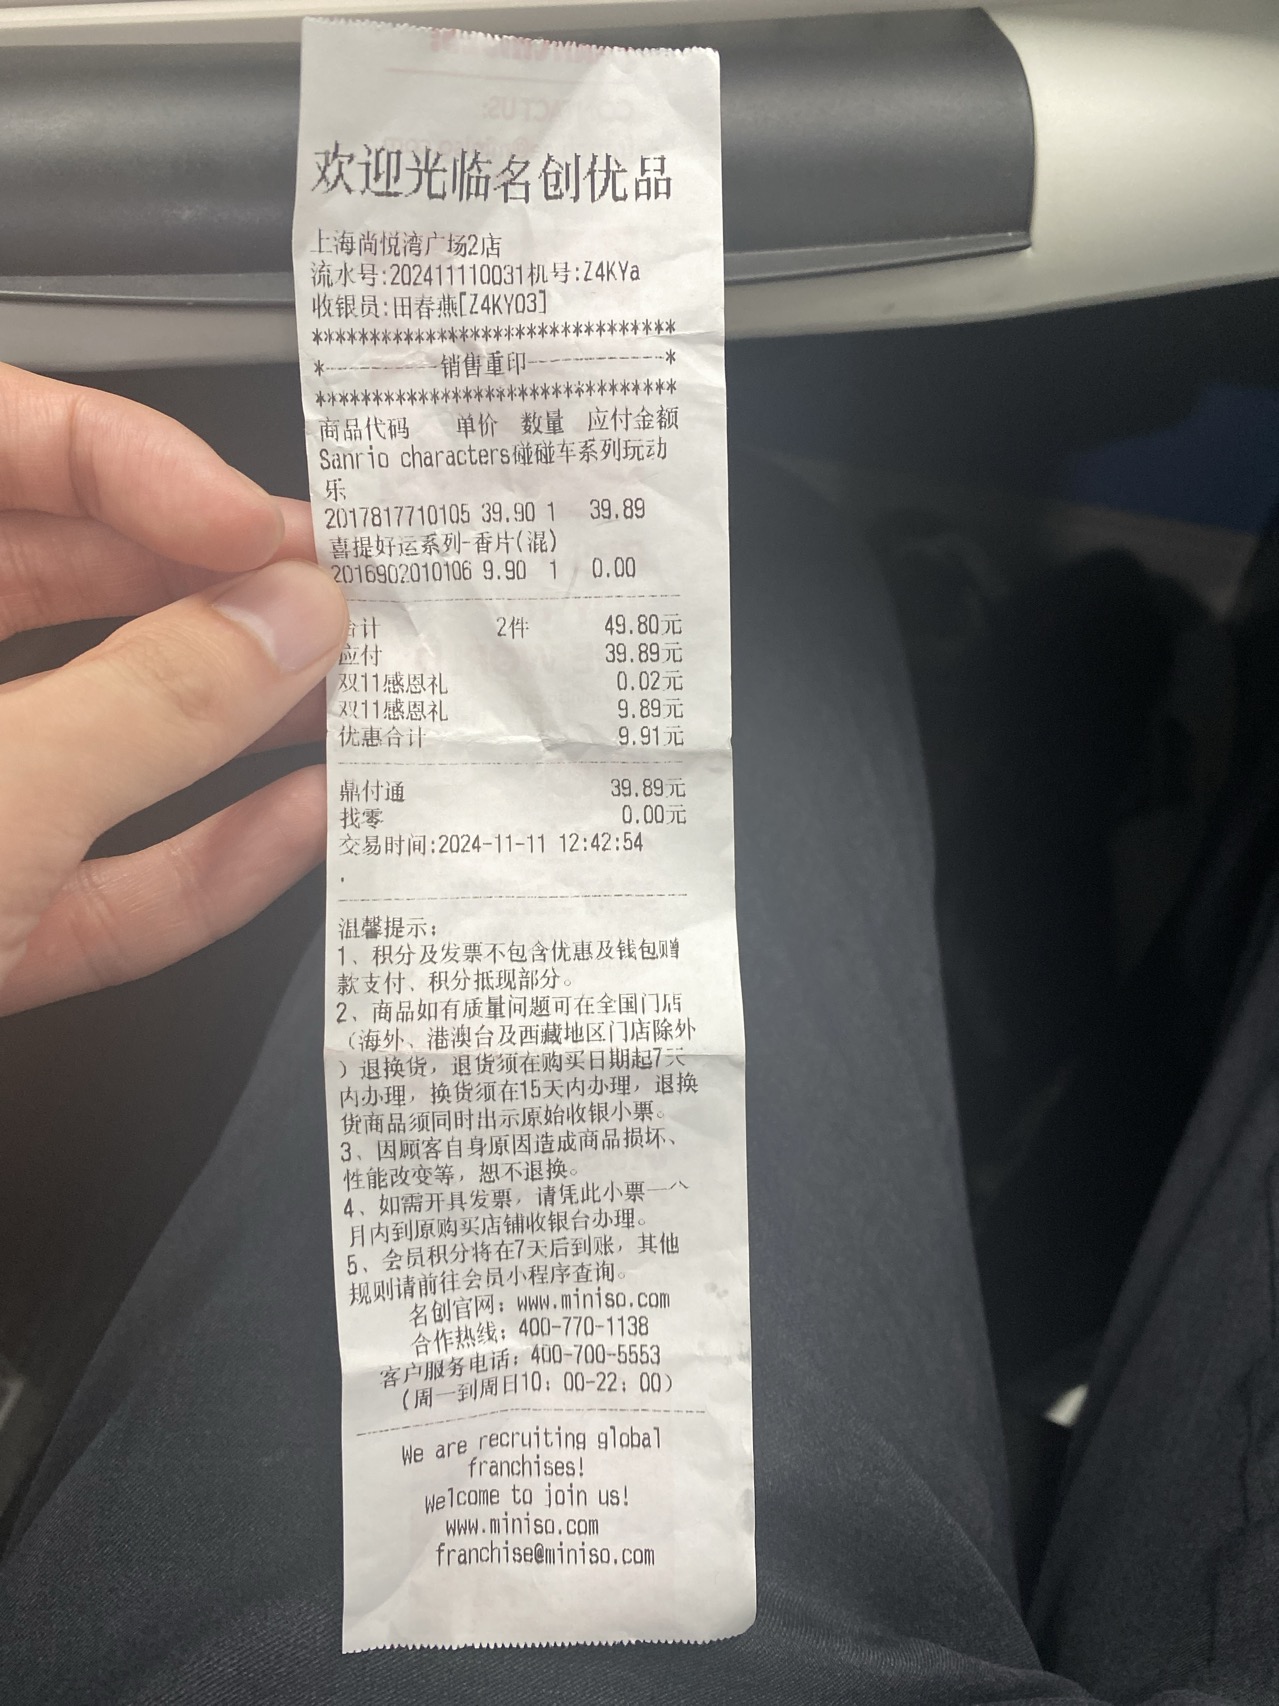 欢迎光临名创优品
上海尚悦湾广场2店
流水号:202411110031机号:Z4KYa
收银员:田春燕[Z4KY03]
********************************
*-----------销售重印-------------*
********************************
商品代码 单价 数量 应付金额
Sanrio characters碰碰车系列玩动
乐
2017817710105 39.90 1 39.89
喜提好运系列-香片(混)
2016902010106 9.90 1 0.00
合计 2件 49.80元
应付 39.89元
双11感恩礼 0.02元
双11感恩礼 9.89元
优惠合计 9.91元
鼎付通 39.89元
找零 0.00元
交易时间:2024-11-11 12:42:54
.
温馨提示:
1、积分及发票不包含优惠及钱包赠
款支付、积分抵现部分。
2、商品如有质量问题可在全国门店
(海外、港澳台及西藏地区门店除外
)退换货，退货须在购买日期起7天
内办理，换货须在15天内办理，退换
货商品须同时出示原始收银小票。
3、因顾客自身原因造成商品损坏、
性能改变等，恕不退换。
4、如需开具发票，请凭此小票一
月内到原购买店铺收银台办理。
5、会员积分将在7天后到账，其他
规则请前往会员小程序查询。
名创官网: www.miniso.com
合作热线: 400-770-1138
客户服务电话: 400-700-5553
(周一到周日10: 00-22: 00)
We are recruiting global
franchises!
Welcome to join us!
www.miniso.com
franchise@miniso.com